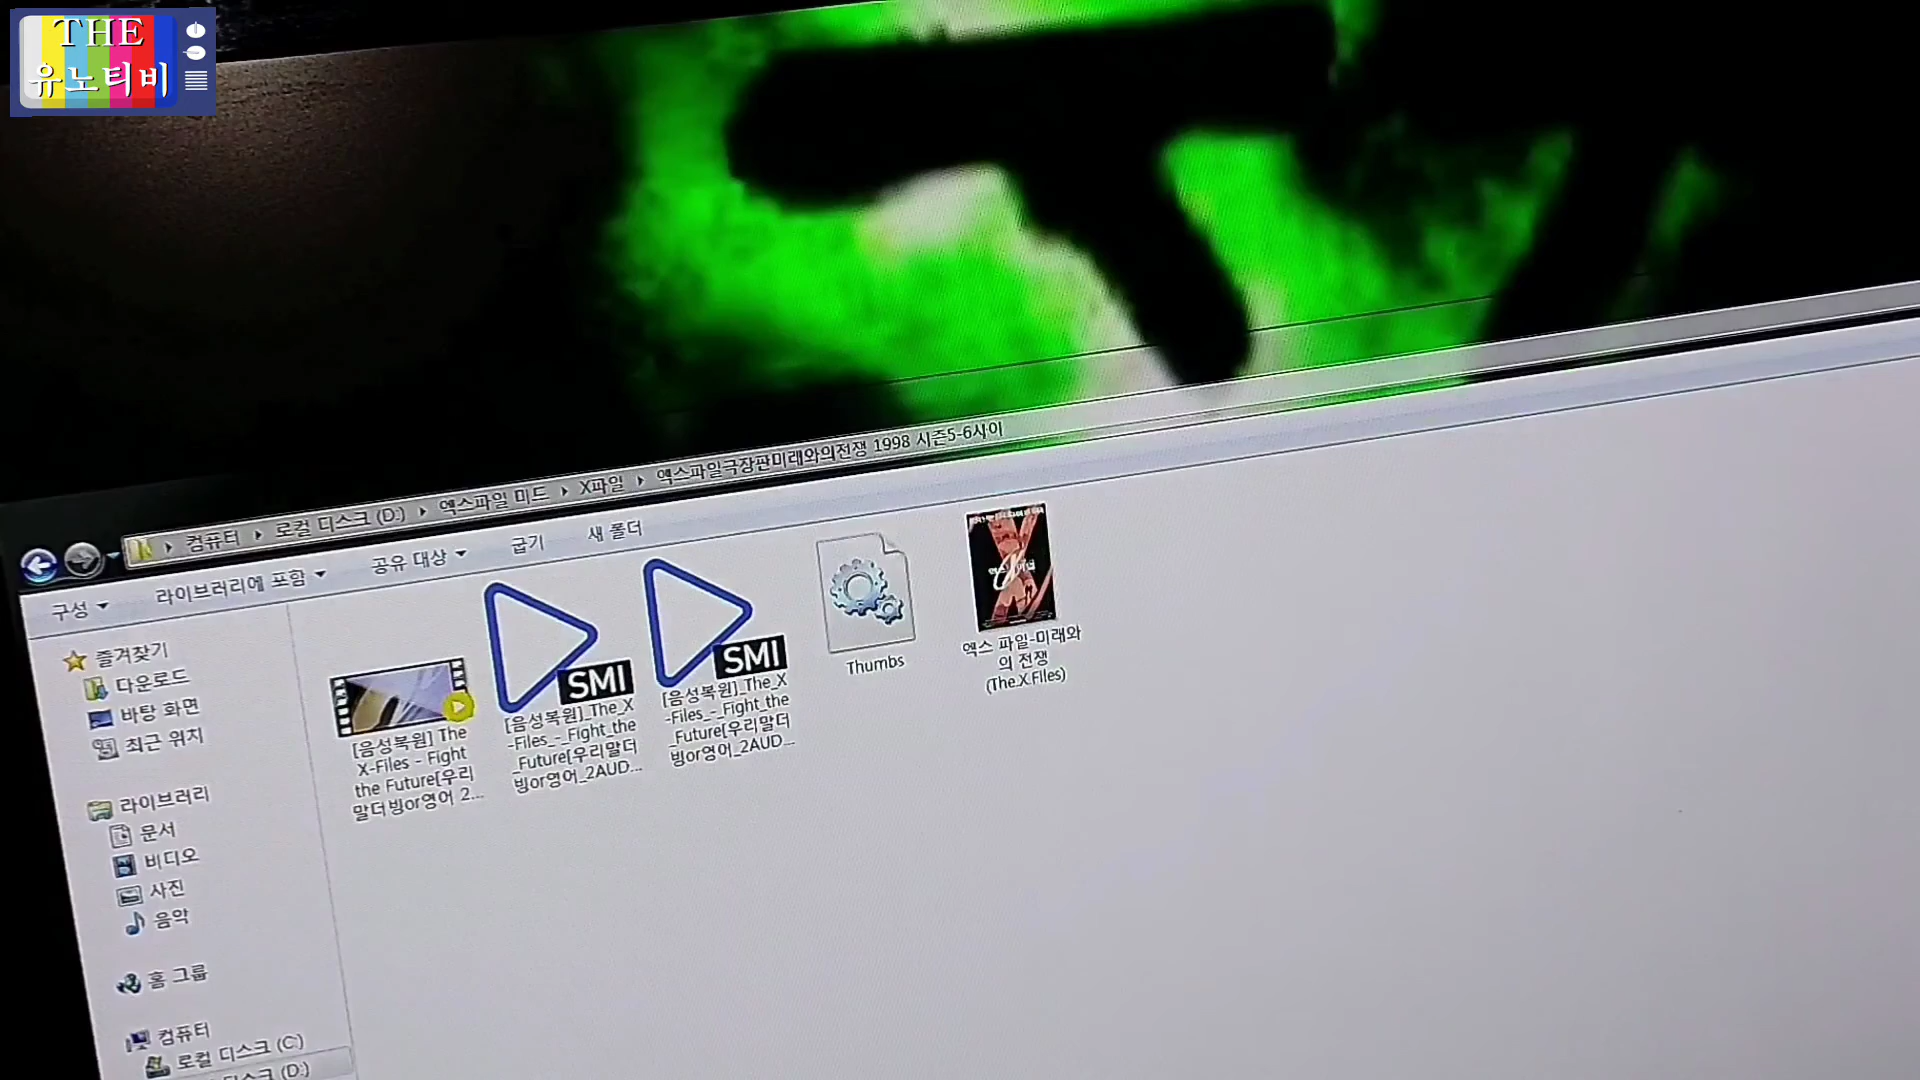 THE
유노티비
컴퓨터 로컬 디스크 (D:) 엑스파일 미드 X파일 엑스파일극장판미래와의전쟁 1998 시즌5-6사이
구성 라이브러리에 포함 공유 대상 굽기 새 폴더
즐겨찾기
다운로드
바탕 화면
최근 위치
라이브러리
문서
비디오
사진
음악
홈 그룹
컴퓨터
로컬 디스크 (C:)
디스크 (D:)
[음성복원] The
X-Files - Fight
the Future[우리
말더빙or영어 2...
SMI
[음성복원]_The_X
-Files_-_Fight_the
_Future[우리말더
빙or영어_2AUD...
SMI
[음성복원]_The_X
-Files_-_Fight_the
_Future[우리말더
빙or영어_2AUD...
Thumbs
엑스 파일-미래와
의 전쟁
(The.X.Files)